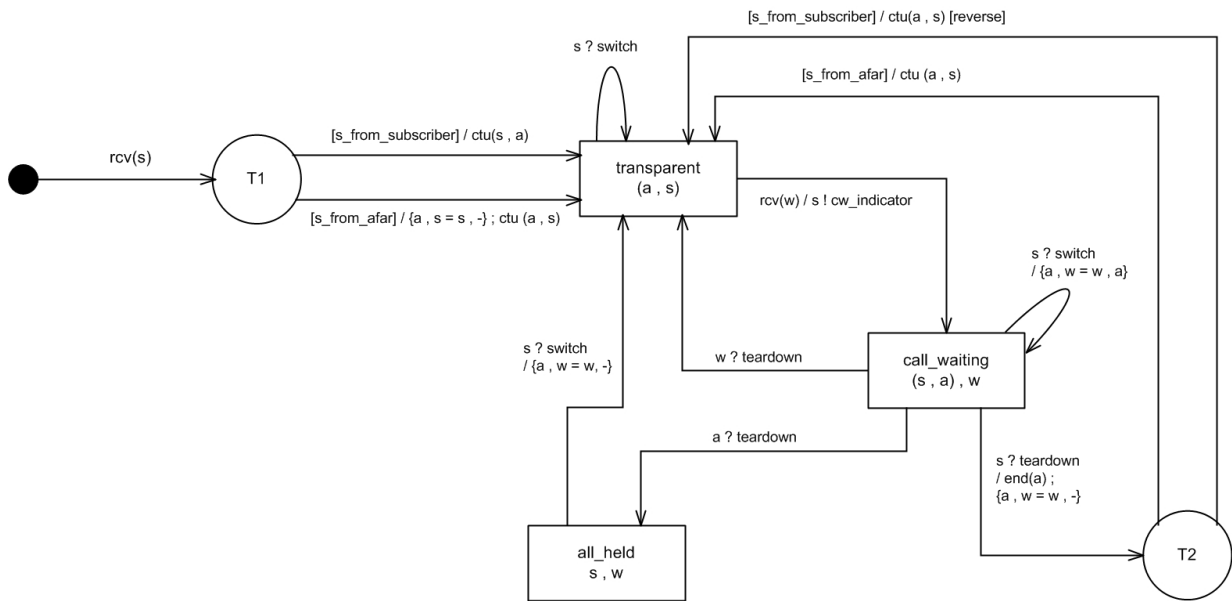 [s_from_subscriber] / ctu(a , s) [reverse]
s ? switch
[s_from_afar] / ctu (a , s)
[s_from_subscriber] / ctu(s , a)
rcv(s)
T1
transparent
(a , s)
rcv(w) / s ! cw_indicator
[s_from_afar] / {a , s = s , -} ; ctu (a , s)
s ? switch
/ {a , w = w , a}
s ? switch
/ {a , w = w, -}
w ? teardown
call_waiting
(s , a) , w
a ? teardown
s ? teardown
/ end(a) ;
{a , w = w , -}
all_held
s , w
T2